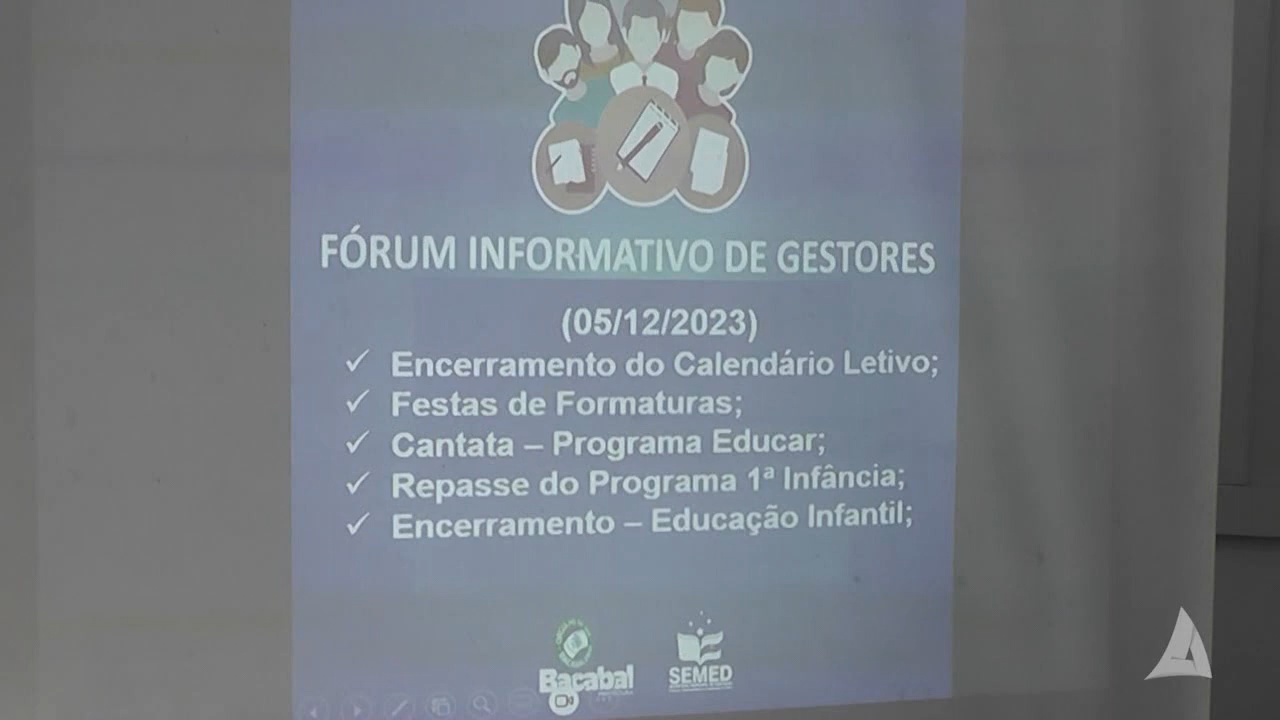 FÓRUM INFORMATIVO DE GESTORES
(05/12/2023)
✓ Encerramento do Calendário Letivo;
✓ Festas de Formaturas;
✓ Cantata – Programa Educar;
✓ Repasse do Programa 1ª Infância;
✓ Encerramento – Educação Infantil;
Bacabal
PREFEITURA
SEMED